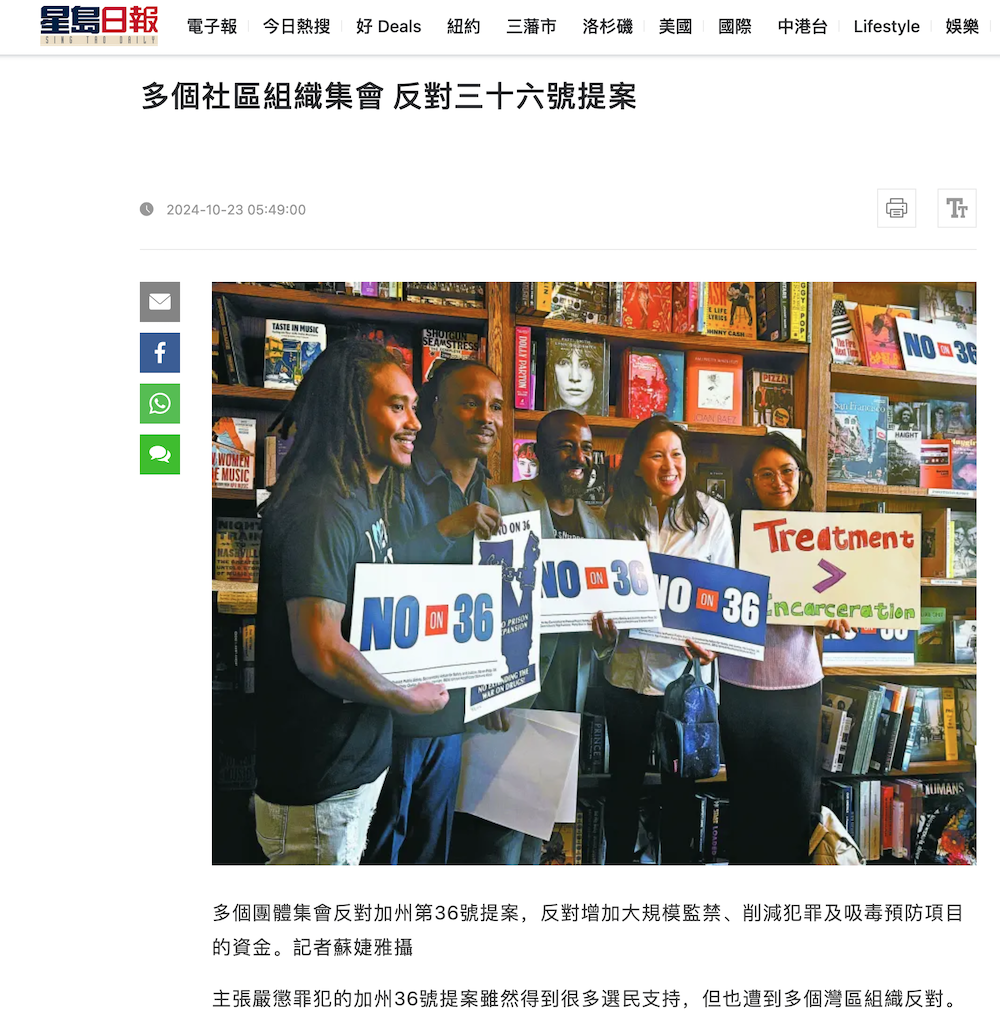 星島日報
SING TAO DAILY
電子報 今日熱搜 好 Deals 紐約 三藩市 洛杉磯 美國 國際 中港台 Lifestyle 娛樂
多個社區組織集會 反對三十六號提案
2024-10-23 05:49:00
TASTE IN MUSIC
SHOTGUN SEAMSTRESS
DOLLY PARTON
JOHNNY CASH
PIZZA
The Fire Next Time
NO ON 36
San Francisco
HAIGHT
WOMEN
MUSIC
NIGHT TRAIN TO NASHVILLE
NO ON 36
NO ON 36
NO EXPANDING THE WAR ON DRUGS!
NO ON 36
NO ON 36
Treatment
>
Incarceration
PRINCE
HUMANS
多個團體集會反對加州第36號提案，反對增加大規模監禁、削減犯罪及吸毒預防項目
的資金。記者蘇婕雅攝
主張嚴懲罪犯的加州36號提案雖然得到很多選民支持，但也遭到多個灣區組織反對。